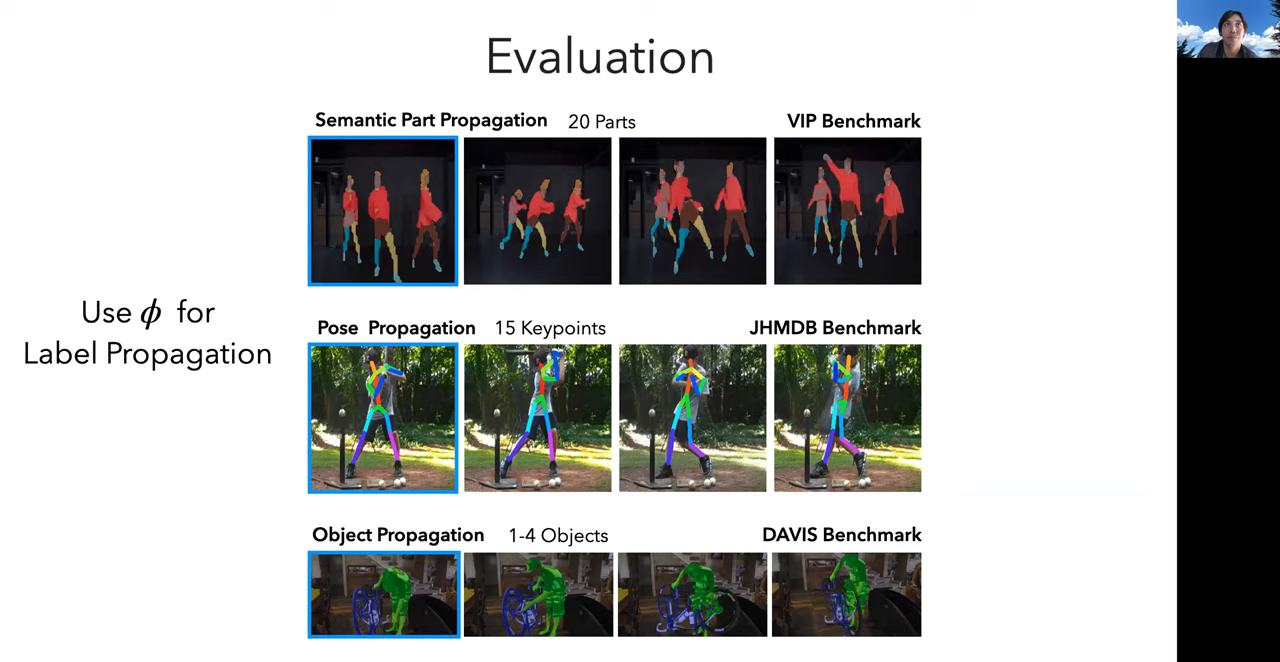 Evaluation
Semantic Part Propagation 20 Parts VIP Benchmark
Use ϕ for
Label Propagation
Pose Propagation 15 Keypoints JHMDB Benchmark
Object Propagation 1-4 Objects DAVIS Benchmark